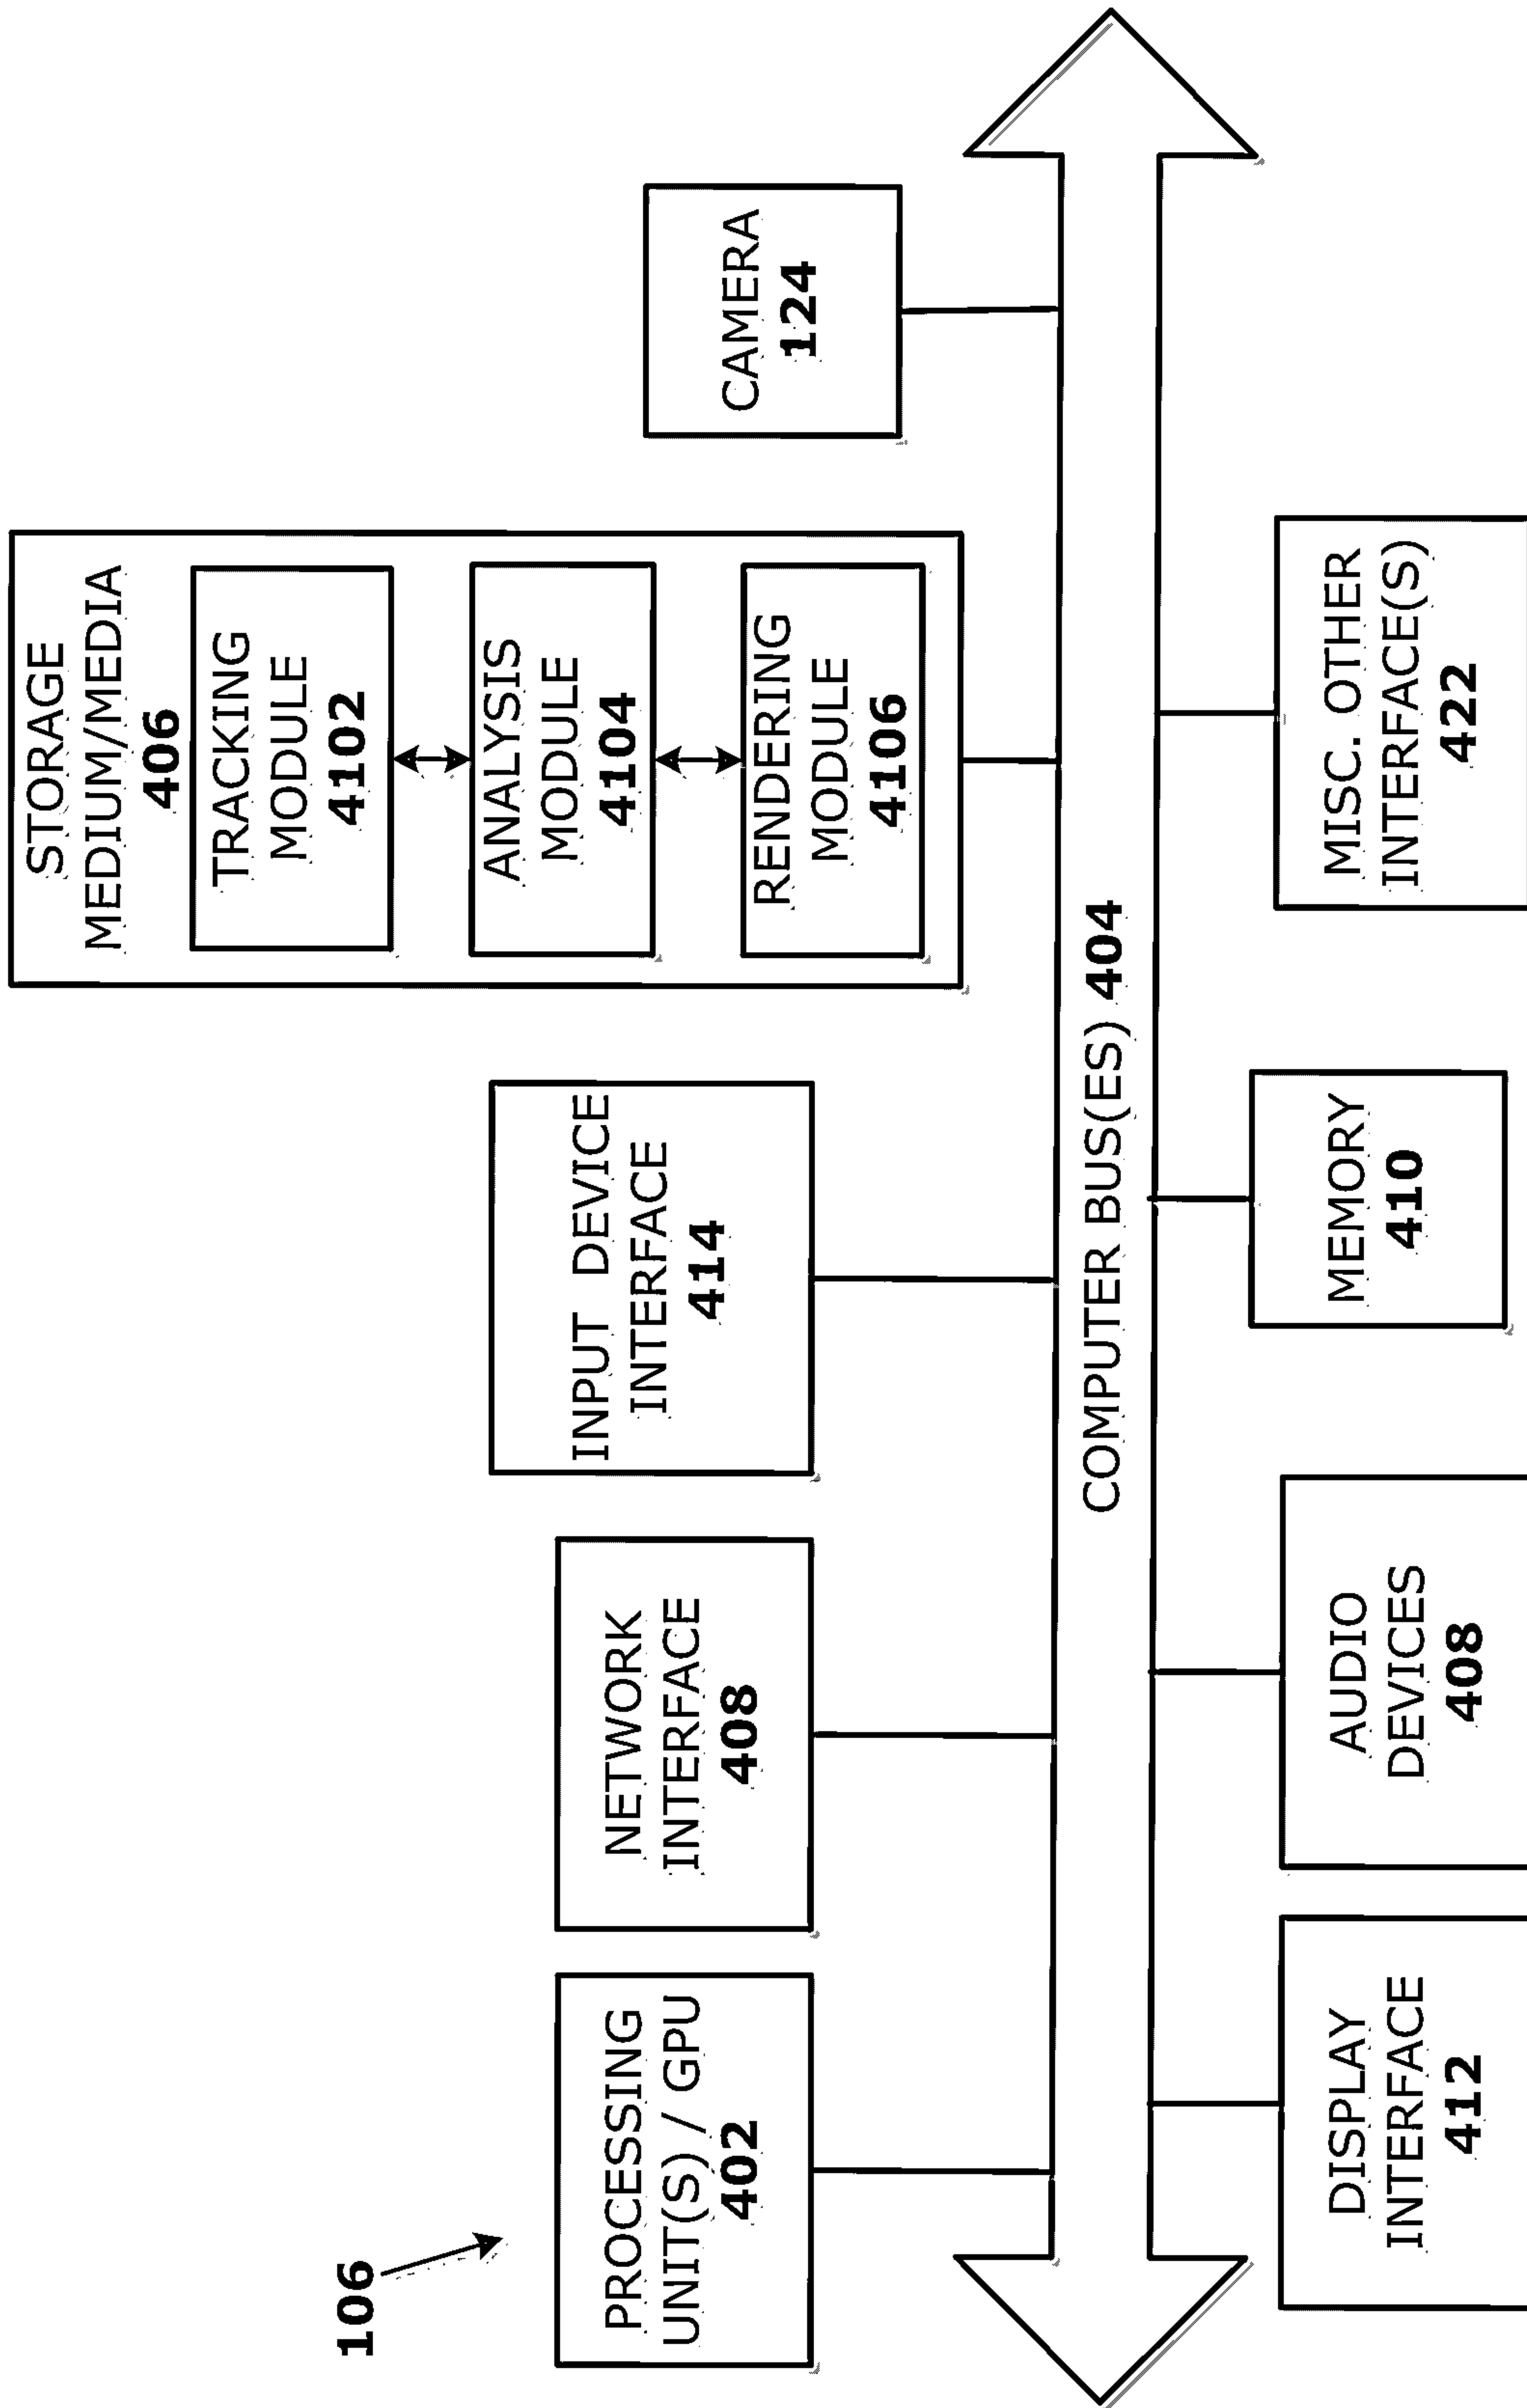 106
PROCESSING
UNIT(S) / GPU
402
NETWORK
INTERFACE
408
INPUT DEVICE
INTERFACE
414
STORAGE
MEDIUM/MEDIA
406
TRACKING
MODULE
4102
ANALYSIS
MODULE
4104
RENDERING
MODULE
4106
CAMERA
124
COMPUTER BUS(ES) 404
DISPLAY
INTERFACE
412
AUDIO
DEVICES
408
MEMORY
410
MISC. OTHER
INTERFACE(S)
422